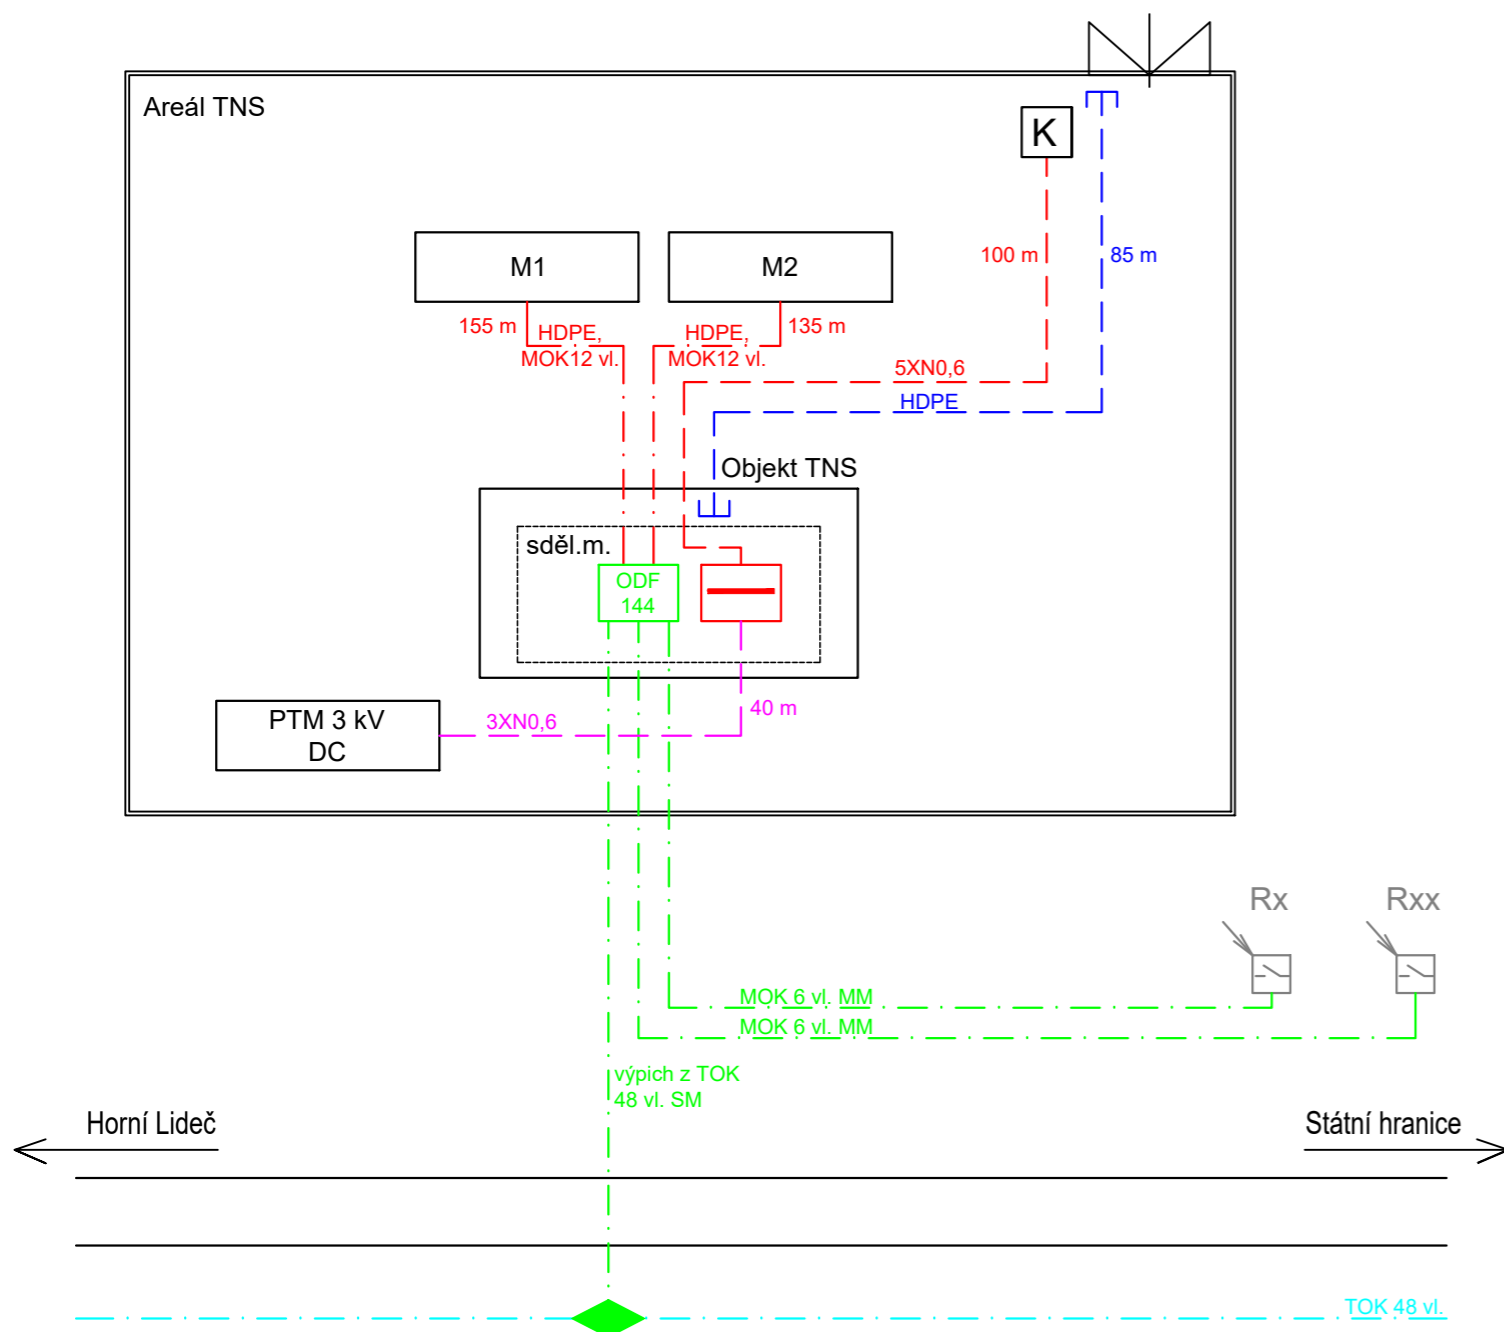 Areál TNS
K
M1
M2
100 m
85 m
155 m
HDPE,
MOK12 vl.
HDPE,
MOK12 vl.
135 m
5XN0,6
HDPE
Objekt TNS
sděl.m.
ODF
144
PTM 3 kV
DC
3XN0,6
40 m
Rx
Rxx
MOK 6 vl. MM
MOK 6 vl. MM
výpich z TOK
48 vl. SM
Horní Lideč
Státní hranice
TOK 48 vl.